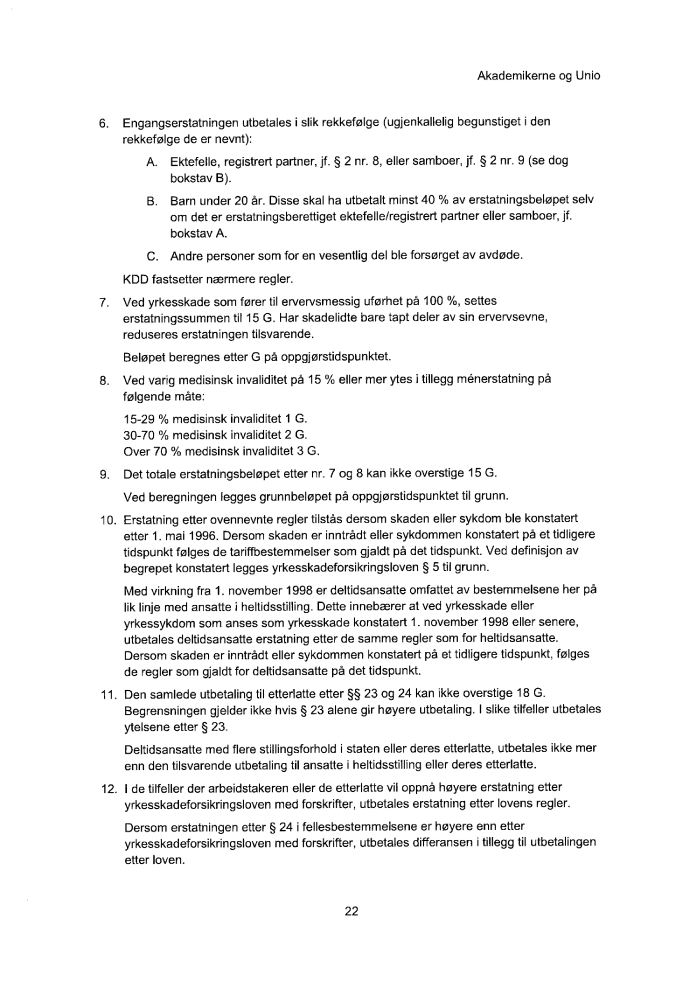 Akademikerne og Unio
6. Engangserstatningen utbetales i slik rekkefølge (ugjenkallelig begunstiget i den
rekkefølge de er nevnt):
A. Ektefelle, registrert partner, jf. § 2 nr. 8, eller samboer, jf. § 2 nr. 9 (se dog
bokstav B).
B. Barn under 20 år. Disse skal ha utbetalt minst 40 % av erstatningsbeløpet selv
om det er erstatningsberettiget ektefelle/registrert partner eller samboer, jf.
bokstav A.
C. Andre personer som for en vesentlig del ble forsørget av avdøde.
KDD fastsetter nærmere regler.
7. Ved yrkesskade som fører til ervervsmessig uførhet på 100 %, settes
erstatningssummen til 15 G. Har skadelidte bare tapt deler av sin ervervsevne,
reduseres erstatningen tilsvarende.
Beløpet beregnes etter G på oppgjørstidspunktet.
8. Ved varig medisinsk invaliditet på 15 % eller mer ytes i tillegg ménerstatning på
følgende måte:
15-29 % medisinsk invaliditet 1 G.
30-70 % medisinsk invaliditet 2 G.
Over 70 % medisinsk invaliditet 3 G.
9. Det totale erstatningsbeløpet etter nr. 7 og 8 kan ikke overstige 15 G.
Ved beregningen legges grunnbeløpet på oppgjørstidspunktet til grunn.
10. Erstatning etter ovennevnte regler tilstås dersom skaden eller sykdom ble konstatert
etter 1. mai 1996. Dersom skaden er inntrådt eller sykdommen konstatert på et tidligere
tidspunkt følges de tariffbestemmelser som gjaldt på det tidspunkt. Ved definisjon av
begrepet konstatert legges yrkesskadeforsikringsloven § 5 til grunn.
Med virkning fra 1. november 1998 er deltidsansatte omfattet av bestemmelsene her på
lik linje med ansatte i heltidsstilling. Dette innebærer at ved yrkesskade eller
yrkessykdom som anses som yrkesskade konstatert 1. november 1998 eller senere,
utbetales deltidsansatte erstatning etter de samme regler som for heltidsansatte.
Dersom skaden er inntrådt eller sykdommen konstatert på et tidligere tidspunkt, følges
de regler som gjaldt for deltidsansatte på det tidspunkt.
11. Den samlede utbetaling til etterlatte etter §§ 23 og 24 kan ikke overstige 18 G.
Begrensningen gjelder ikke hvis § 23 alene gir høyere utbetaling. I slike tilfeller utbetales
ytelsene etter § 23.
Deltidsansatte med flere stillingsforhold i staten eller deres etterlatte, utbetales ikke mer
enn den tilsvarende utbetaling til ansatte i heltidsstilling eller deres etterlatte.
12. I de tilfeller der arbeidstakeren eller de etterlatte vil oppnå høyere erstatning etter
yrkesskadeforsikringsloven med forskrifter, utbetales erstatning etter lovens regler.
Dersom erstatningen etter § 24 i fellesbestemmelsene er høyere enn etter
yrkesskadeforsikringsloven med forskrifter, utbetales differansen i tillegg til utbetalingen
etter loven.
22